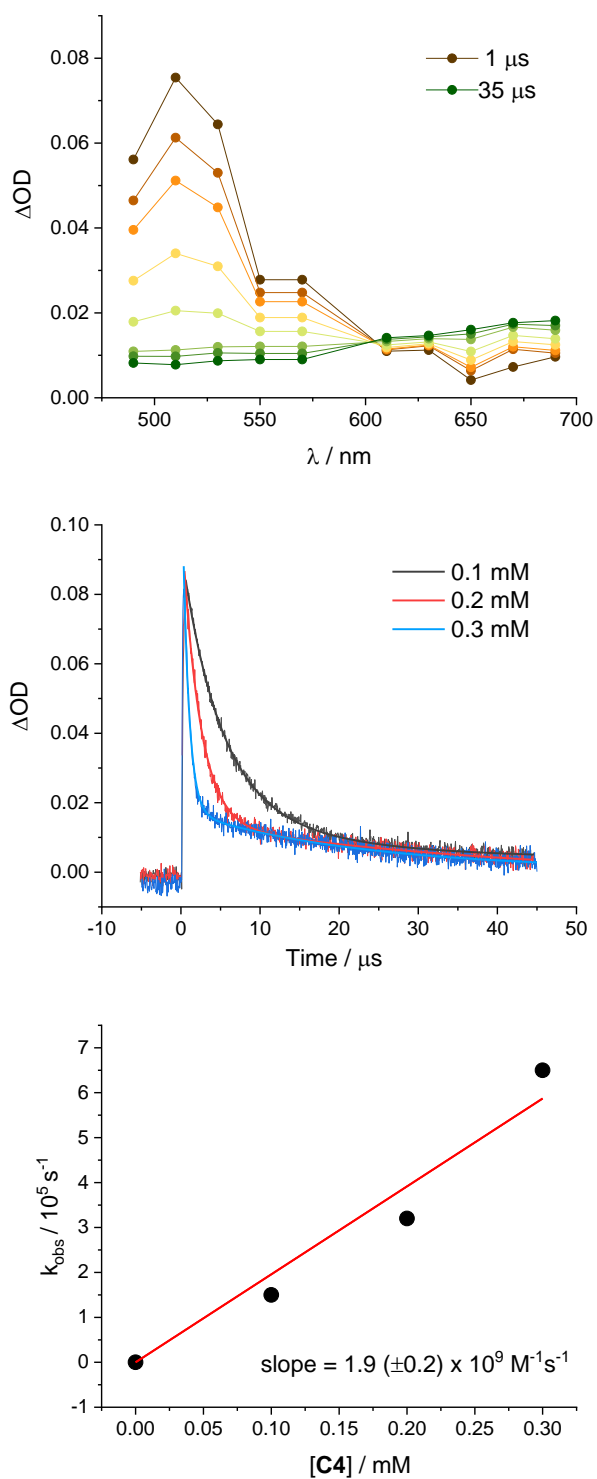 1 μs
35 μs
ΔOD
0.08
0.06
0.04
0.02
0.00
500 550 600 650 700
λ / nm
0.1 mM
0.2 mM
0.3 mM
ΔOD
0.10
0.08
0.06
0.04
0.02
0.00
-10 0 10 20 30 40 50
Time / μs
k_obs / 10^5 s^-1
7
6
5
4
3
2
1
0
-1
slope = 1.9 (±0.2) x 10^9 M^-1s^-1
0.00 0.05 0.10 0.15 0.20 0.25 0.30
[C4] / mM